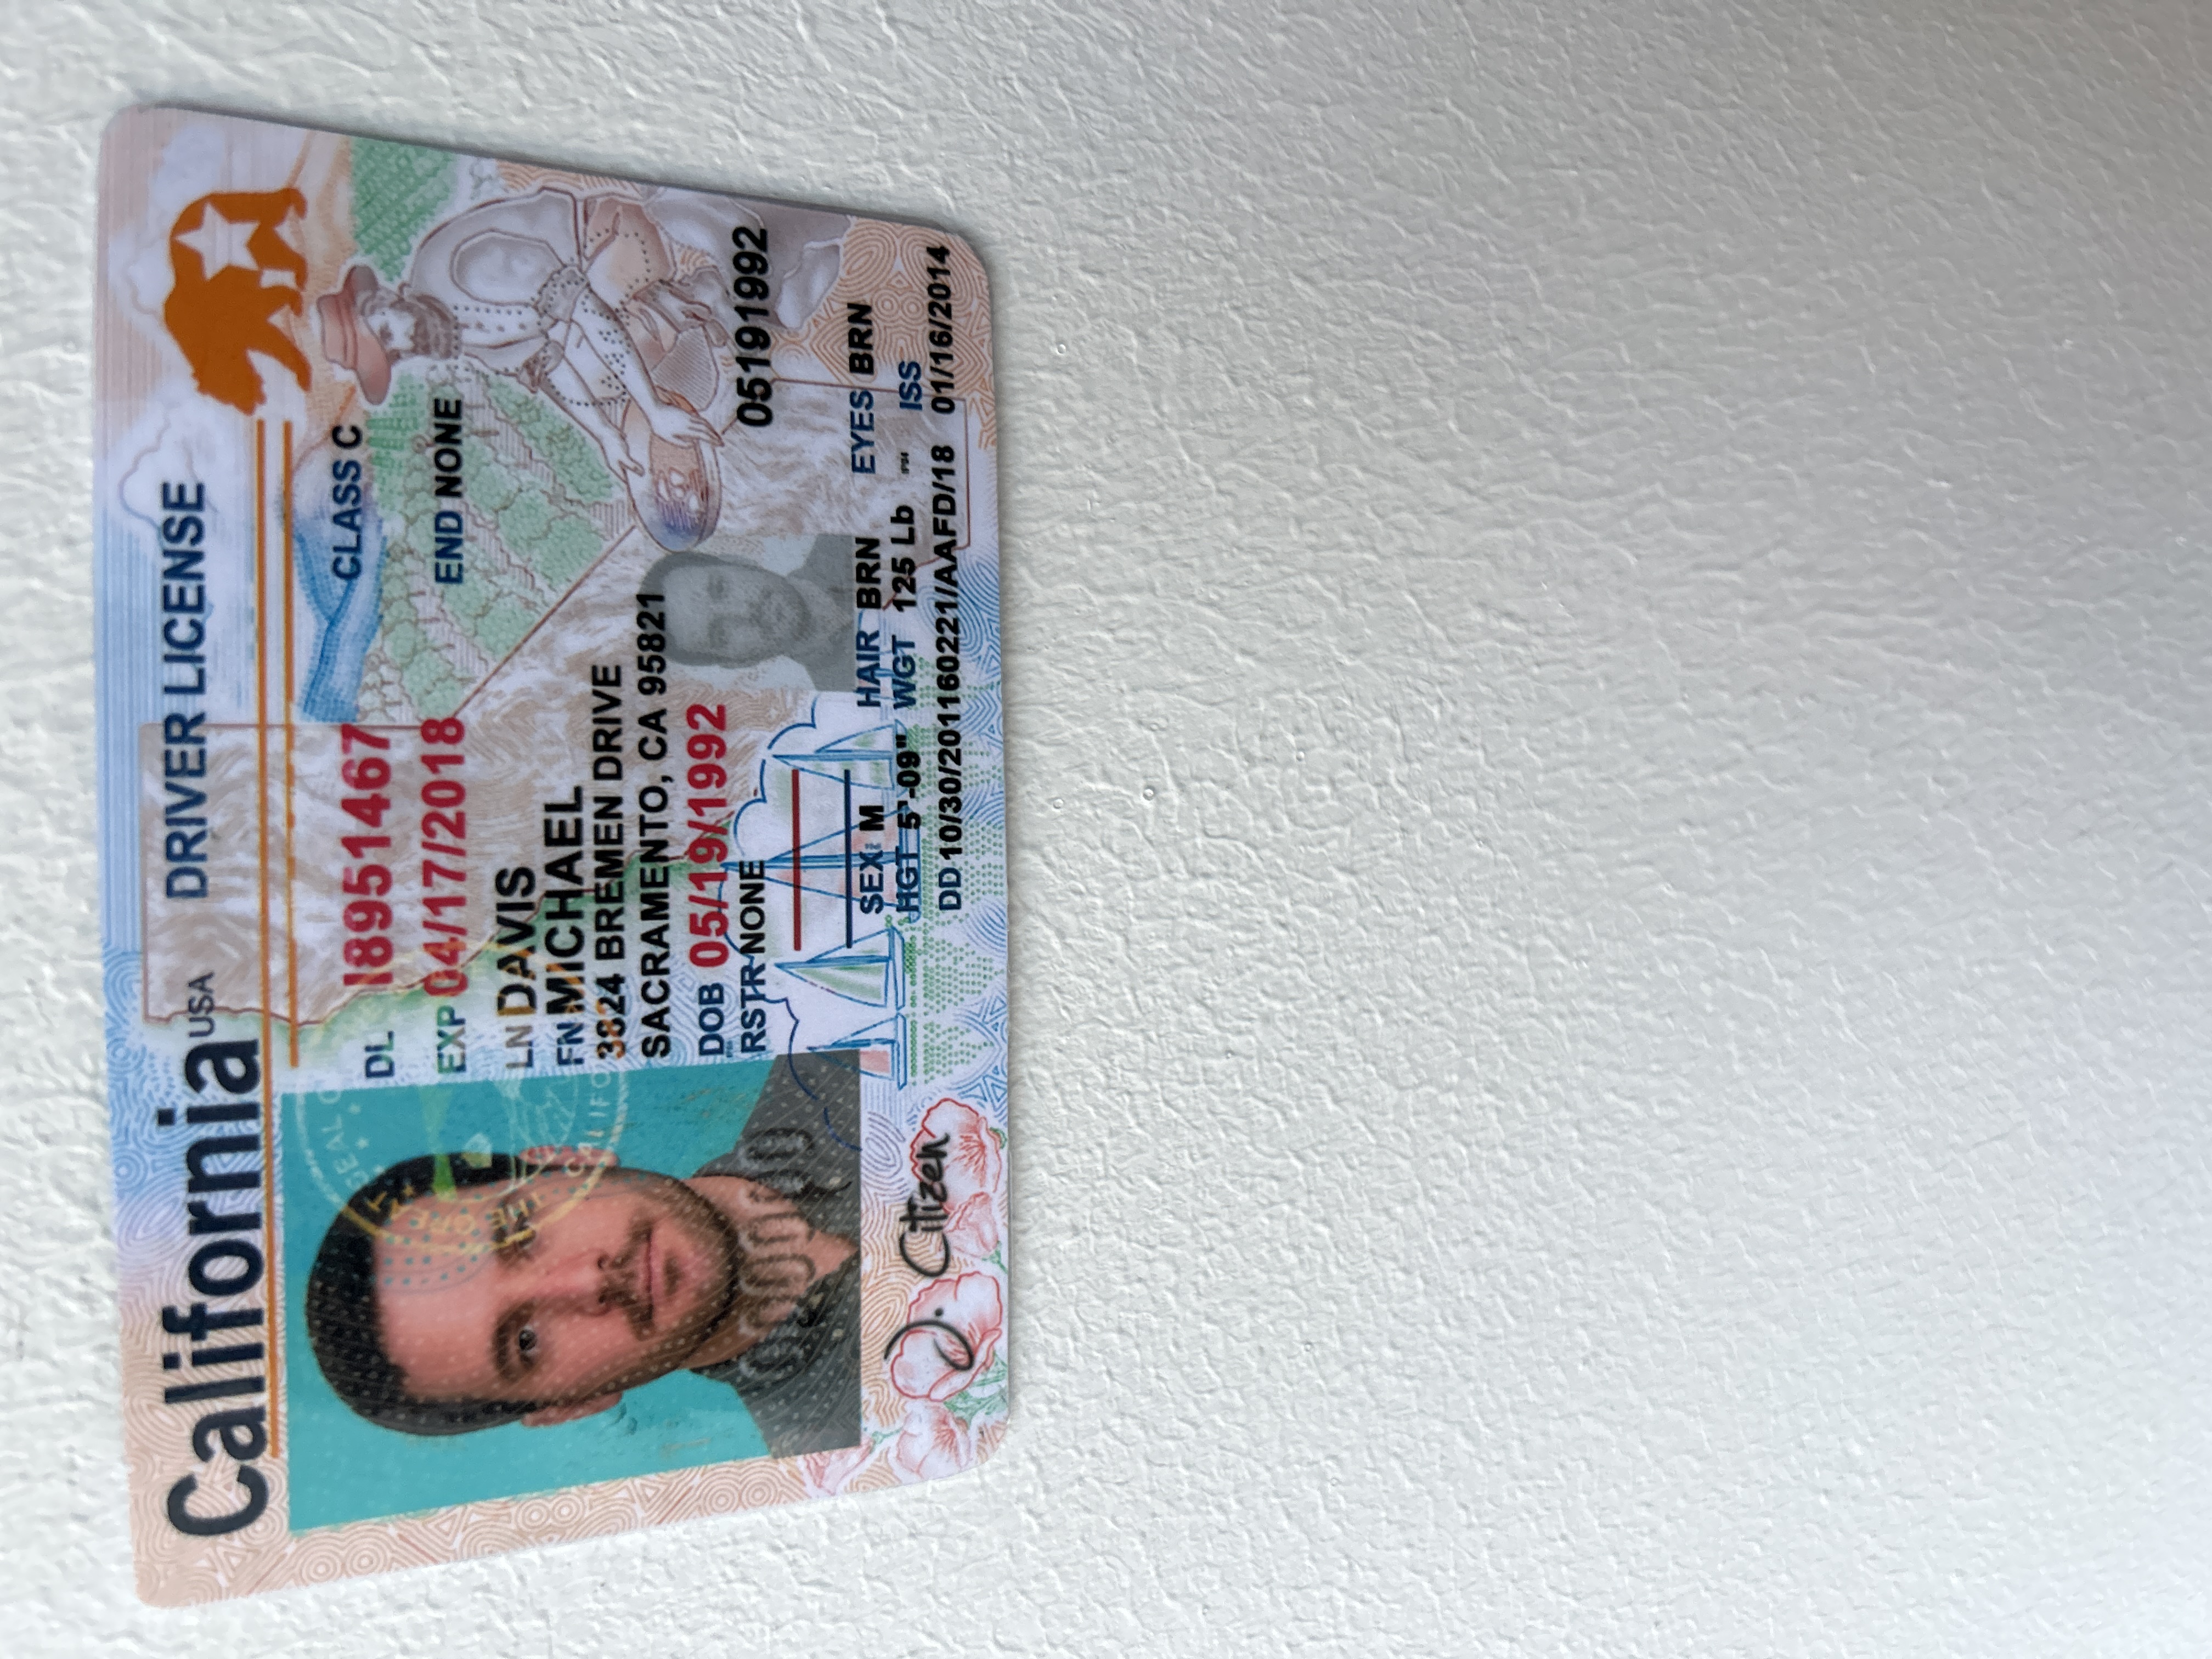 California USA DRIVER LICENSE
DL I8951467 CLASS C
EXP 04/17/2018 END NONE
LN DAVIS
FN MICHAEL
3824 BREMEN DRIVE
SACRAMENTO, CA 95821
DOB 05/19/1992
RSTR NONE 05191992
SEX M HAIR BRN EYES BRN
HGT 5'-09" WGT 125 Lb ISS
DD 10/30/201160221/AAFD/18 01/16/2014
J. Citizen